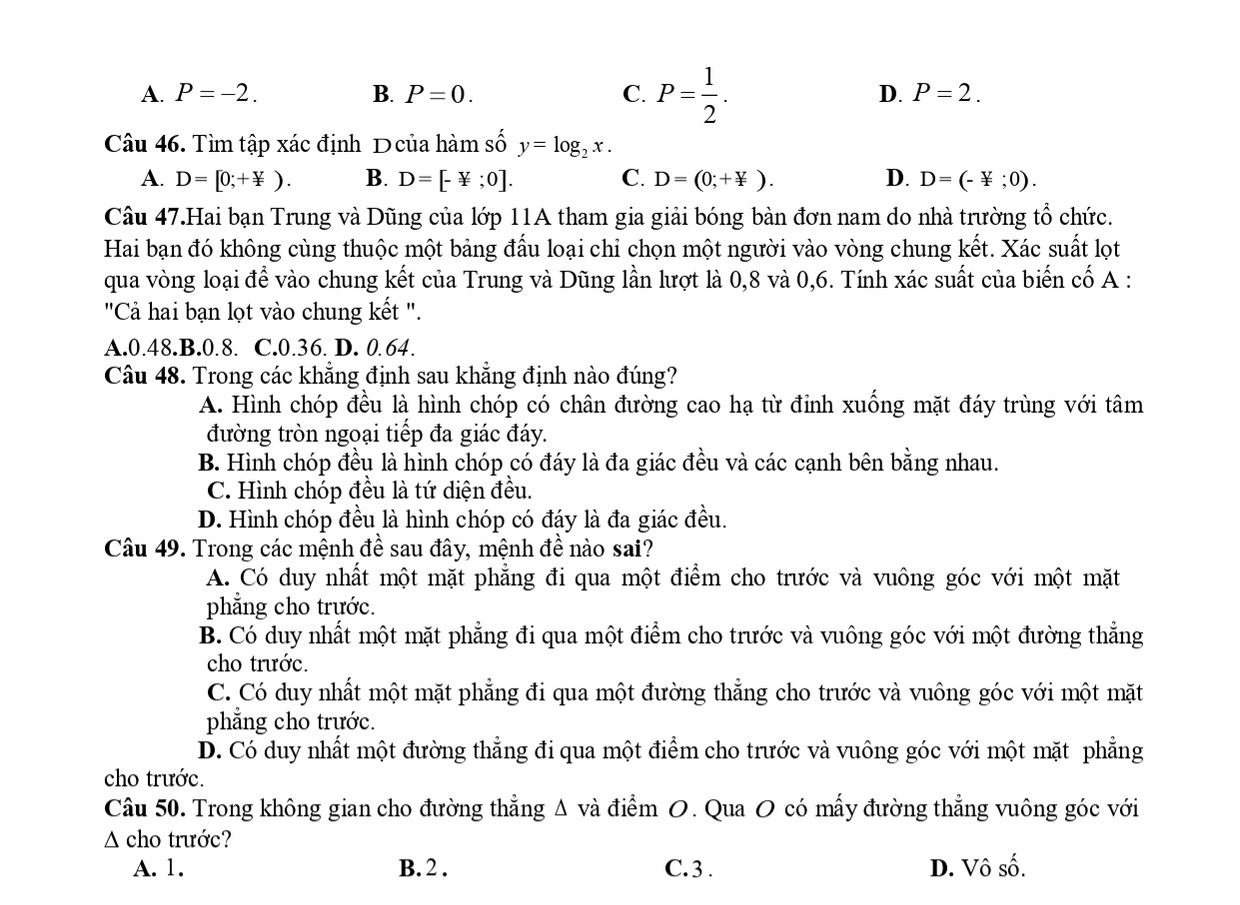 A. P = −2. B. P = 0. C. P = 1/2. D. P = 2.
Câu 46. Tìm tập xác định D của hàm số y = log₂ x.
A. D = [0;+¥ ). B. D = [- ¥ ;0]. C. D = (0;+¥ ). D. D = (- ¥ ;0).
Câu 47.Hai bạn Trung và Dũng của lớp 11A tham gia giải bóng bàn đơn nam do nhà trường tổ chức.
Hai bạn đó không cùng thuộc một bảng đấu loại chỉ chọn một người vào vòng chung kết. Xác suất lọt
qua vòng loại để vào chung kết của Trung và Dũng lần lượt là 0,8 và 0,6. Tính xác suất của biến cố A :
"Cả hai bạn lọt vào chung kết ".
A.0.48.B.0.8. C.0.36. D. 0.64.
Câu 48. Trong các khẳng định sau khẳng định nào đúng?
A. Hình chóp đều là hình chóp có chân đường cao hạ từ đỉnh xuống mặt đáy trùng với tâm
đường tròn ngoại tiếp đa giác đáy.
B. Hình chóp đều là hình chóp có đáy là đa giác đều và các cạnh bên bằng nhau.
C. Hình chóp đều là tứ diện đều.
D. Hình chóp đều là hình chóp có đáy là đa giác đều.
Câu 49. Trong các mệnh đề sau đây, mệnh đề nào sai?
A. Có duy nhất một mặt phẳng đi qua một điểm cho trước và vuông góc với một mặt
phẳng cho trước.
B. Có duy nhất một mặt phẳng đi qua một điểm cho trước và vuông góc với một đường thẳng
cho trước.
C. Có duy nhất một mặt phẳng đi qua một đường thẳng cho trước và vuông góc với một mặt
phẳng cho trước.
D. Có duy nhất một đường thẳng đi qua một điểm cho trước và vuông góc với một mặt phẳng
cho trước.
Câu 50. Trong không gian cho đường thẳng Δ và điểm O. Qua O có mấy đường thẳng vuông góc với
Δ cho trước?
A. 1. B. 2. C. 3. D. Vô số.